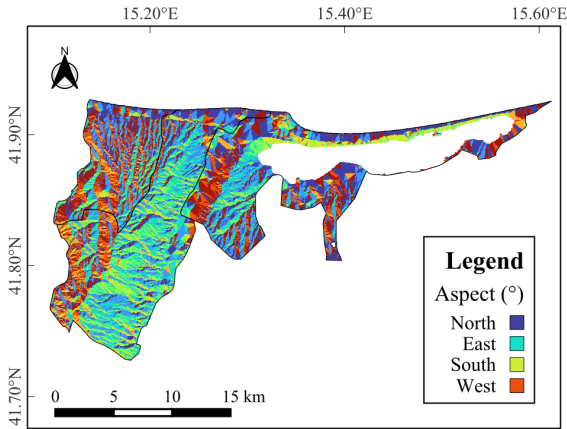 15.20°E 15.40°E 15.60°E
N
41.90°N
41.80°N
41.70°N
Legend
Aspect (°)
North
East
South
West
0 5 10 15 km